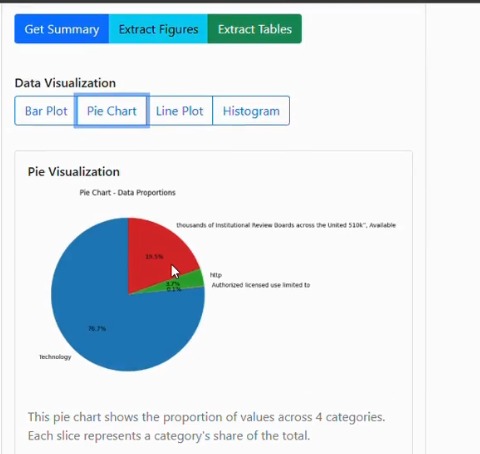 Get Summary Extract Figures Extract Tables
Data Visualization
Bar Plot Pie Chart Line Plot Histogram
Pie Visualization
Pie Chart - Data Proportions
thousands of Institutional Review Boards across the United 510k", Available
19.5%
http
3.7%
0.1%
Authorized licensed use limited to
76.7%
Technology
This pie chart shows the proportion of values across 4 categories.
Each slice represents a category's share of the total.